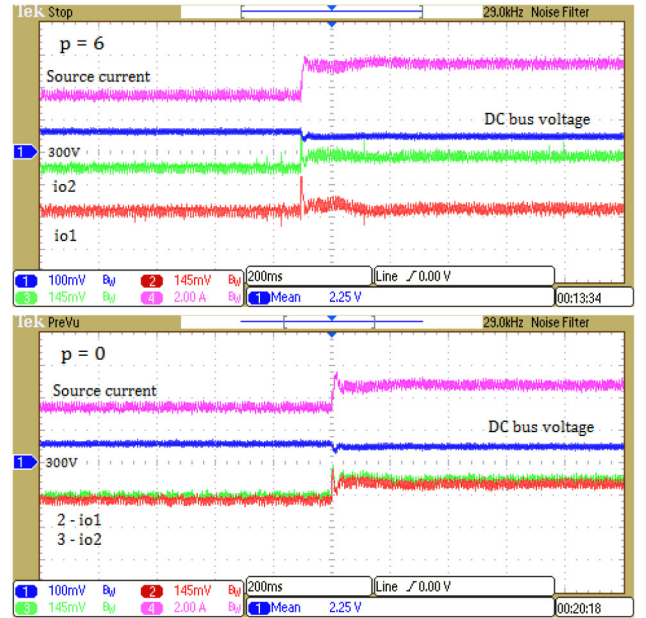 Tek Stop 29.0kHz Noise Filter
p = 6
Source current
DC bus voltage
1 300V
io2
io1
1 100mV Bw 2 145mV Bw 200ms Line 0.00 V
3 145mV Bw 4 2.00 A Bw 1 Mean 2.25 V 00:13:34
Tek PreVu 29.0kHz Noise Filter
p = 0
Source current
DC bus voltage
1 300V
2 - io1
3 - io2
1 100mV Bw 2 145mV Bw 200ms Line 0.00 V
3 145mV Bw 4 2.00 A Bw 1 Mean 2.25 V 00:20:18